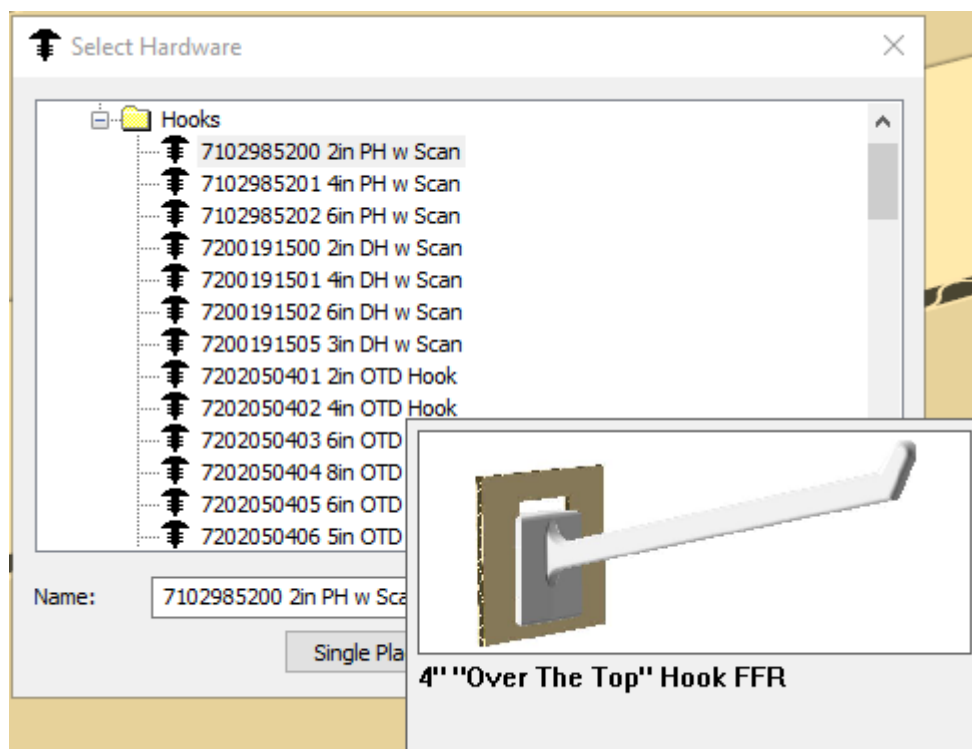 Select Hardware
Hooks
7102985200 2in PH w Scan
7102985201 4in PH w Scan
7102985202 6in PH w Scan
7200191500 2in DH w Scan
7200191501 4in DH w Scan
7200191502 6in DH w Scan
7200191505 3in DH w Scan
7202050401 2in OTD Hook
7202050402 4in OTD Hook
7202050403 6in OTD
7202050404 8in OTD
7202050405 6in OTD
7202050406 5in OTD
Name:
7102985200 2in PH w Sca
Single Pla
4" "Over The Top" Hook FFR